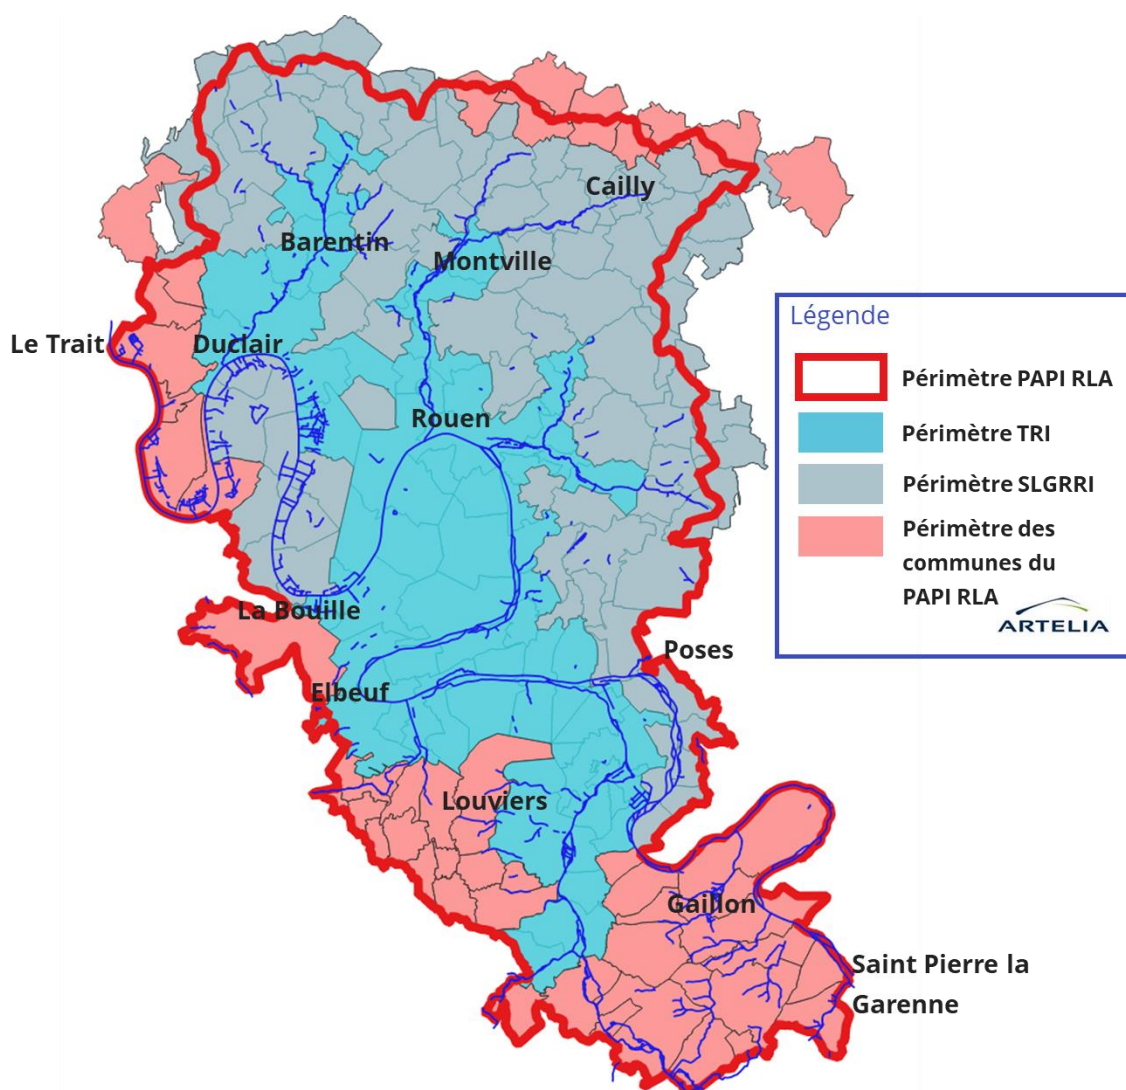 Cailly
Barentin
Montville
Légende
Le Trait
Duclair
Périmètre PAPI RLA
Rouen
Périmètre TRI
Périmètre SLGRRI
Périmètre des
communes du
PAPI RLA
ARTELIA
La Bouille
Poses
Elbeuf
Louviers
Gaillon
Saint Pierre la
Garenne